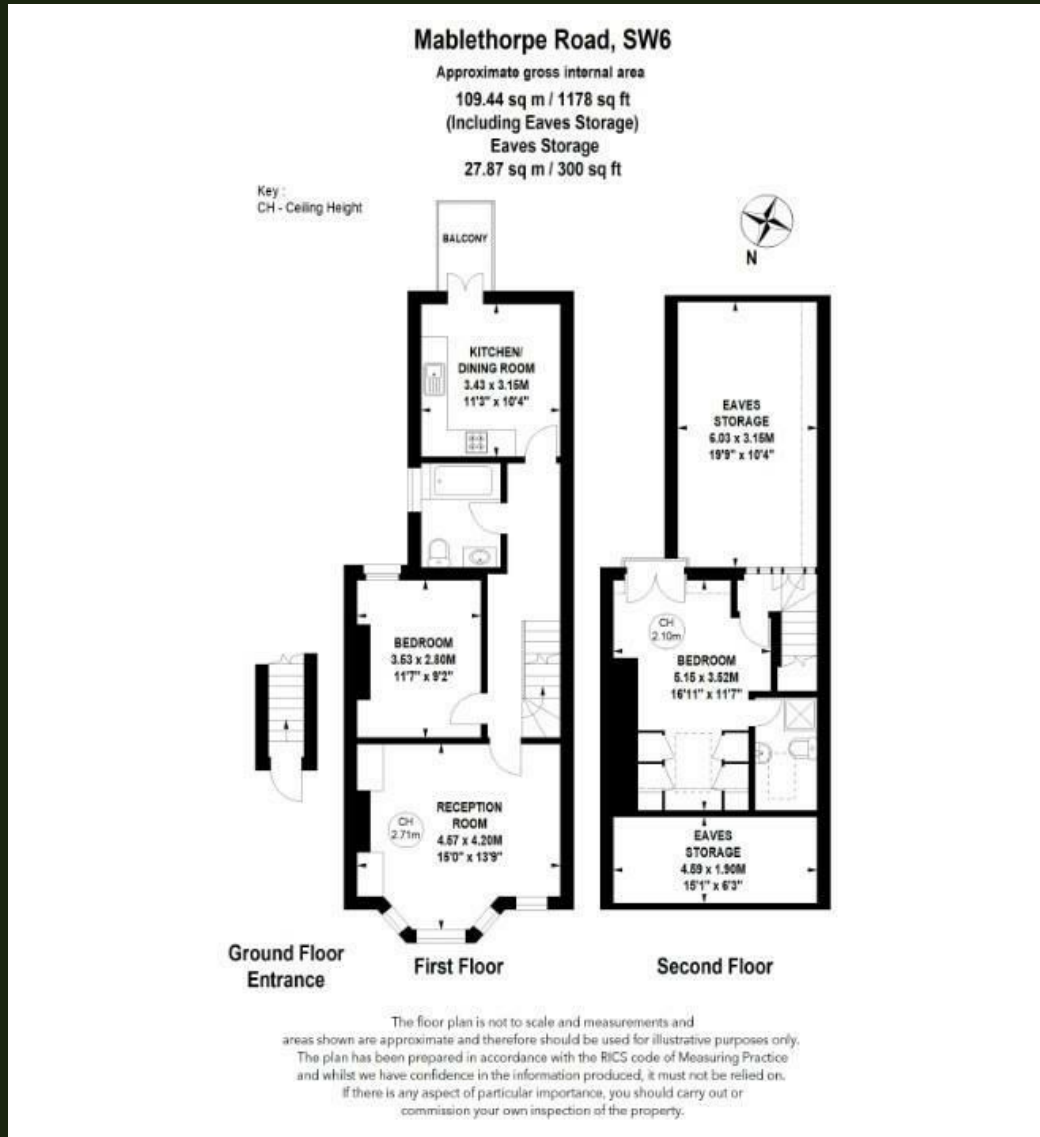 Mablethorpe Road, SW6
Approximate gross internal area
109.44 sq m / 1178 sq ft
(Including Eaves Storage)
Eaves Storage
27.87 sq m / 300 sq ft
Key :
CH - Ceiling Height
N
BALCONY
KITCHEN/
DINING ROOM
3.43 x 3.15M
11'3" x 10'4"
BEDROOM
3.53 x 2.80M
11'7" x 9'2"
CH
2.71m
RECEPTION
ROOM
4.57 x 4.20M
15'0" x 13'9"
EAVES
STORAGE
6.03 x 3.15M
19'9" x 10'4"
CH
2.10m
BEDROOM
5.15 x 3.52M
16'11" x 11'7"
EAVES
STORAGE
4.59 x 1.90M
15'1" x 6'3"
Ground Floor
Entrance
First Floor
Second Floor
The floor plan is not to scale and measurements and
areas shown are approximate and therefore should be used for illustrative purposes only.
The plan has been prepared in accordance with the RICS code of Measuring Practice
and whilst we have confidence in the information produced, it must not be relied on.
If there is any aspect of particular importance, you should carry out or
commission your own inspection of the property.